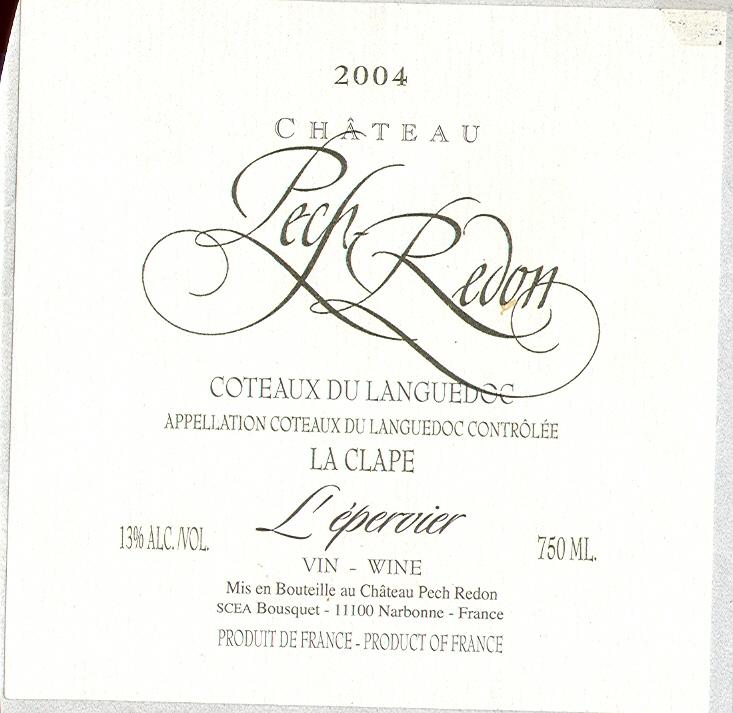 2004
CHÂTEAU
Pech-Redon
COTEAUX DU LANGUEDOC
APPELLATION COTEAUX DU LANGUEDOC CONTRÔLÉE
LA CLAPE
L'épervier
13% ALC./VOL.
750 ML.
VIN - WINE
Mis en Bouteille au Château Pech Redon
SCEA Bousquet - 11100 Narbonne - France
PRODUIT DE FRANCE - PRODUCT OF FRANCE